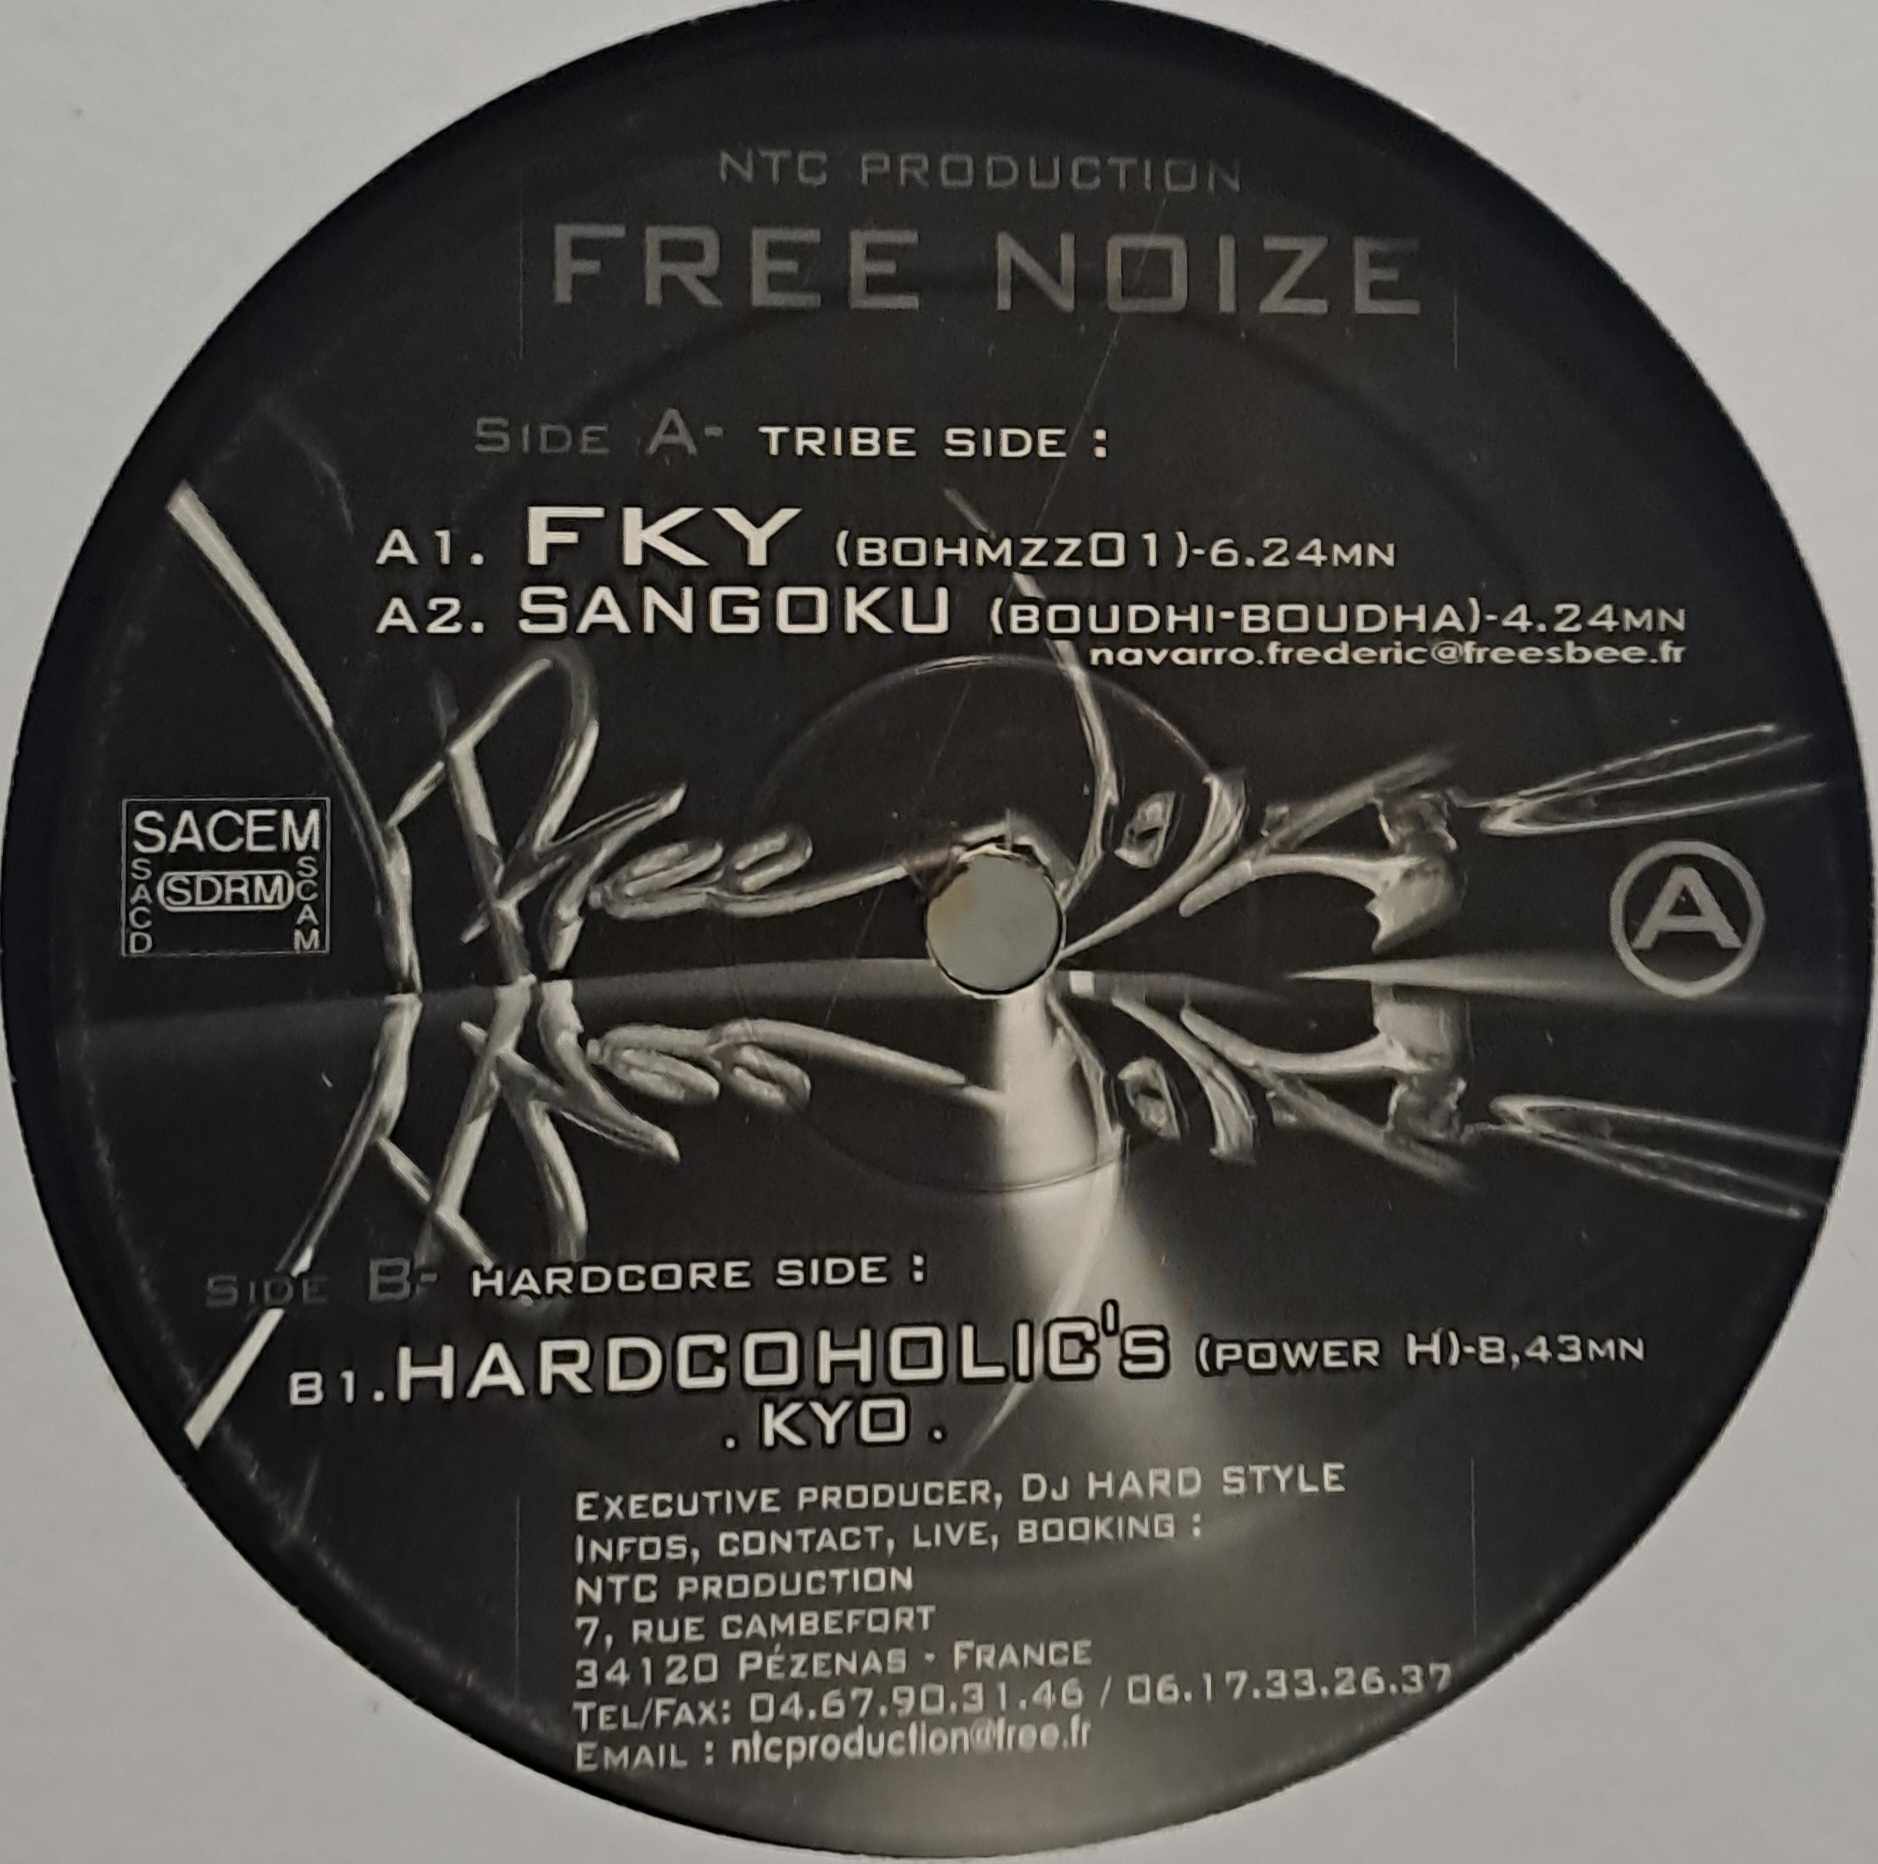 NTC PRODUCTION
FREE NOIZE
SIDE A- TRIBE SIDE :
A1. FKY (BOHMZZ01)-6.24MN
A2. SANGOKU (BOUDHI-BOUDHA)-4.24MN
navarro.frederic@freesbee.fr
Free
SACEM
SACD
SDRM
SCAM
A
SIDE B- HARDCORE SIDE :
B1. HARDCOHOLIC'S (POWER H)-8,43MN
. KYO .
EXECUTIVE PRODUCER, DJ HARD STYLE
INFOS, CONTACT, LIVE, BOOKING :
NTC PRODUCTION
7, RUE CAMBEFORT
34120 PÉZENAS - FRANCE
TEL/FAX: 04.67.90.31.46 / 06.17.33.26.37
EMAIL : ntcproduction@free.fr